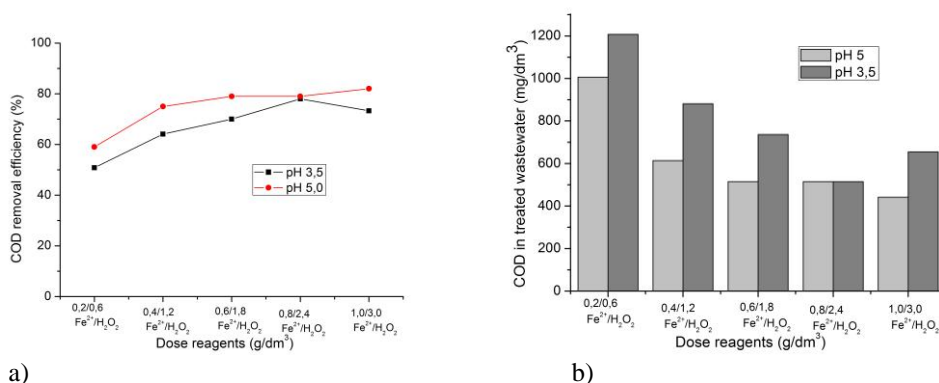 COD removal efficiency (%)
100
80
60
40
20
0
pH 3,5
pH 5,0
0,2/0,6
Fe²⁺/H₂O₂
0,4/1,2
Fe²⁺/H₂O₂
0,6/1,8
Fe²⁺/H₂O₂
0,8/2,4
Fe²⁺/H₂O₂
1,0/3,0
Fe²⁺/H₂O₂
Dose reagents (g/dm³)
a)
COD in treated wastewater (mg/dm³)
1200
1000
800
600
400
200
0
pH 5
pH 3,5
0,2/0,6
Fe²⁺/H₂O₂
0,4/1,2
Fe²⁺/H₂O₂
0,6/1,8
Fe²⁺/H₂O₂
0,8/2,4
Fe²⁺/H₂O₂
1,0/3,0
Fe²⁺/H₂O₂
Dose reagents (g/dm³)
b)